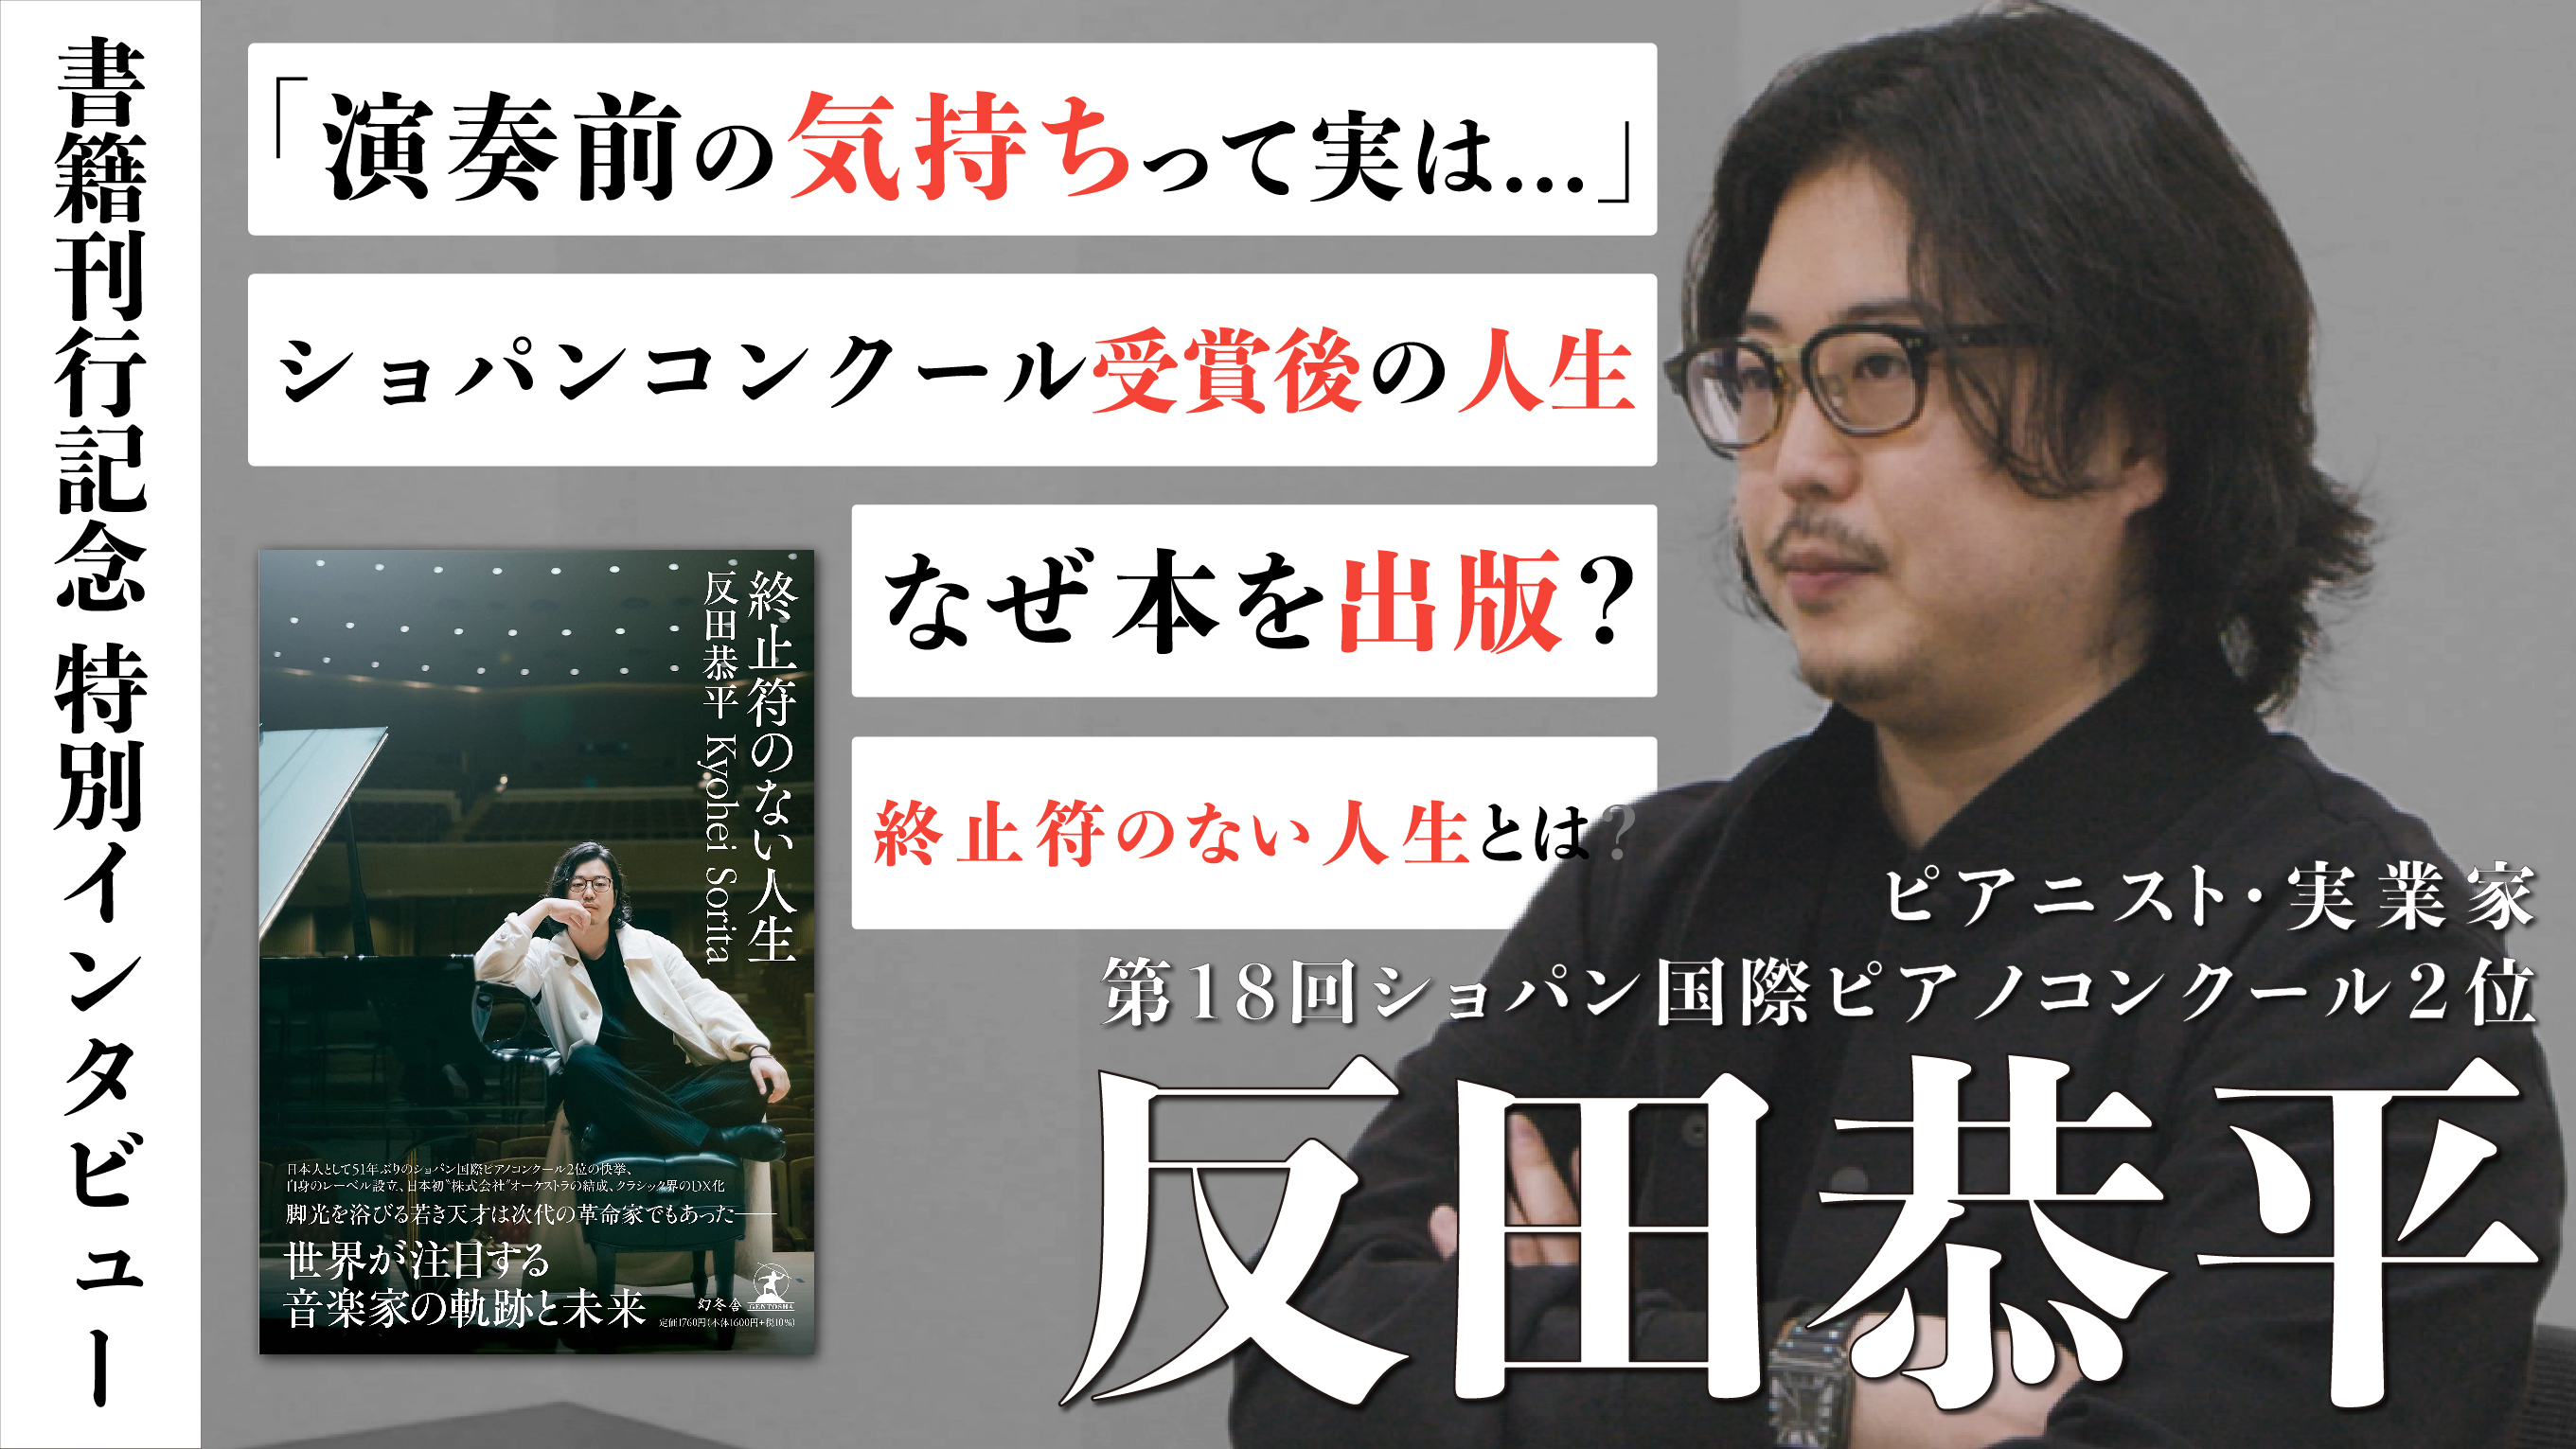 書籍刊行記念 特別インタビュー
「演奏前の気持ちって実は…」
ショパンコンクール受賞後の人生
なぜ本を出版?
終止符のない人生とは?
終止符のない人生
反田恭平 Kyohei Sorita
日本人として51年ぶりのショパン国際ピアノコンクール2位の快挙、
自身のレーベル設立、日本初“株式会社”オーケストラの結成、クラシック界のDX化
脚光を浴びる若き天才は次代の革命家でもあった――
世界が注目する
音楽家の軌跡と未来
幻冬舎 GENTOSHA
定価1760円(本体1600円+税10%)
ピアニスト・実業家
第18回ショパン国際ピアノコンクール2位
反田恭平